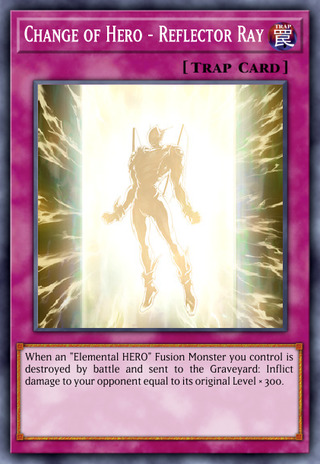 Change of Hero - Reflector Ray
TRAP
罠
[Trap Card]
When an "Elemental HERO" Fusion Monster you control is
destroyed by battle and sent to the Graveyard: Inflict
damage to your opponent equal to its original Level × 300.